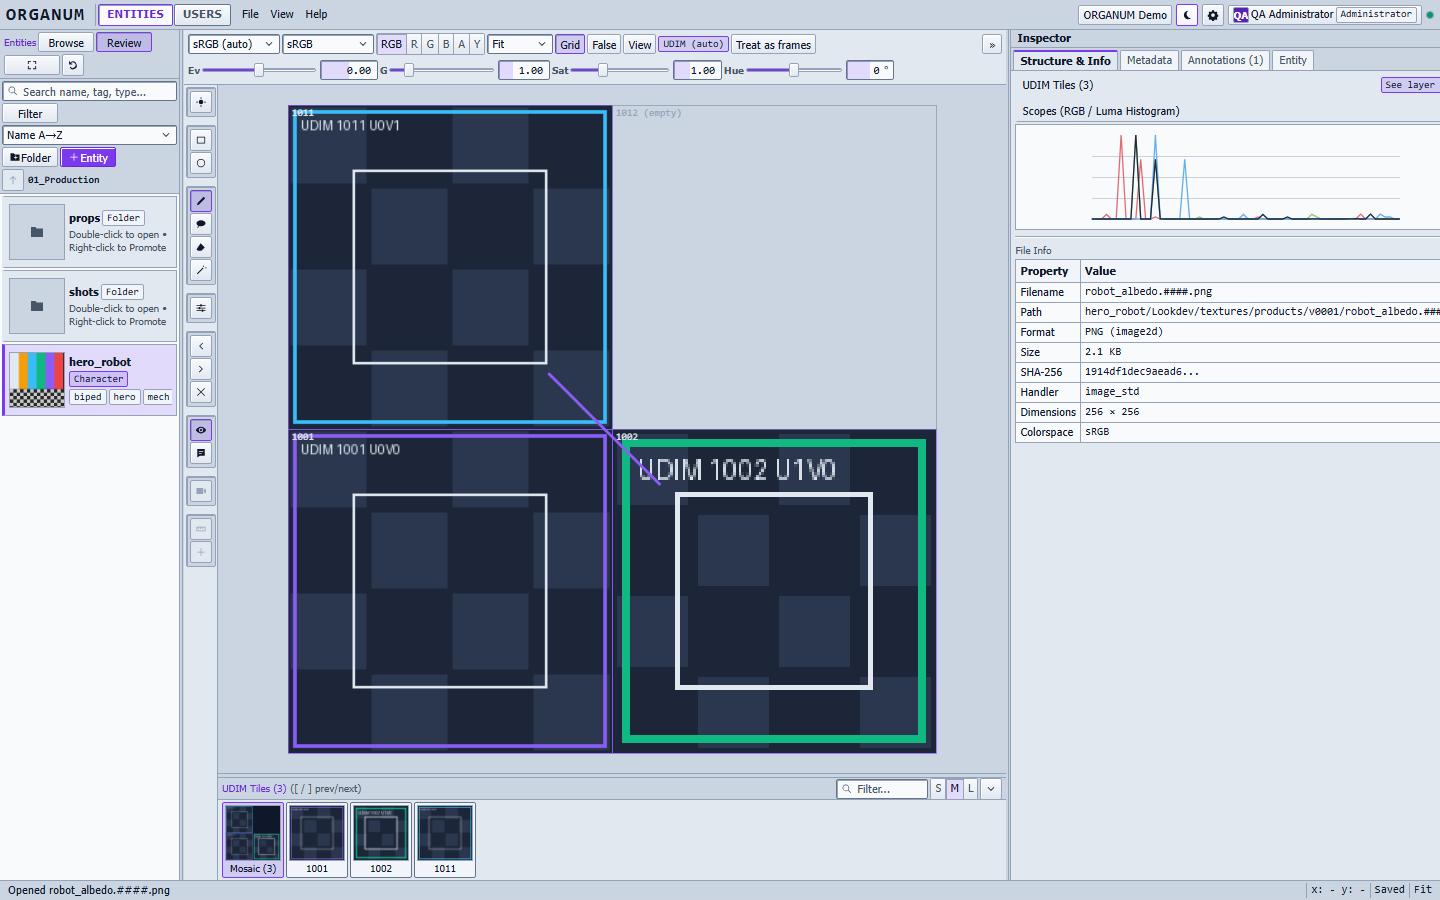 ORGANUM ENTITIES USERS File View Help ORGANUM Demo QA QA Administrator Administrator
Entities Browse Review
Search name, tag, type...
Filter
Name A→Z
Folder + Entity
01_Production
props Folder
Double-click to open •
Right-click to Promote
shots Folder
Double-click to open •
Right-click to Promote
hero_robot
Character
biped hero mech
sRGB (auto) sRGB RGB R G B A Y Fit Grid False View UDIM (auto) Treat as frames »
Ev 0.00 G 1.00 Sat 1.00 Hue 0 °
1011
UDIM 1011 U0V1
1012 (empty)
1001
UDIM 1001 U0V0
1002
UDIM 1002 U1V0
UDIM Tiles (3) ([ / ] prev/next) Filter... S M L
Mosaic (3) 1001 1002 1011
Inspector
Structure & Info Metadata Annotations (1) Entity
UDIM Tiles (3) See layer
Scopes (RGB / Luma Histogram)
File Info
Property Value
Filename robot_albedo.####.png
Path hero_robot/Lookdev/textures/products/v0001/robot_albedo.###
Format PNG (image2d)
Size 2.1 KB
SHA-256 1914df1dec9aead6...
Handler image_std
Dimensions 256 × 256
Colorspace sRGB
Opened robot_albedo.####.png x: - y: - Saved Fit